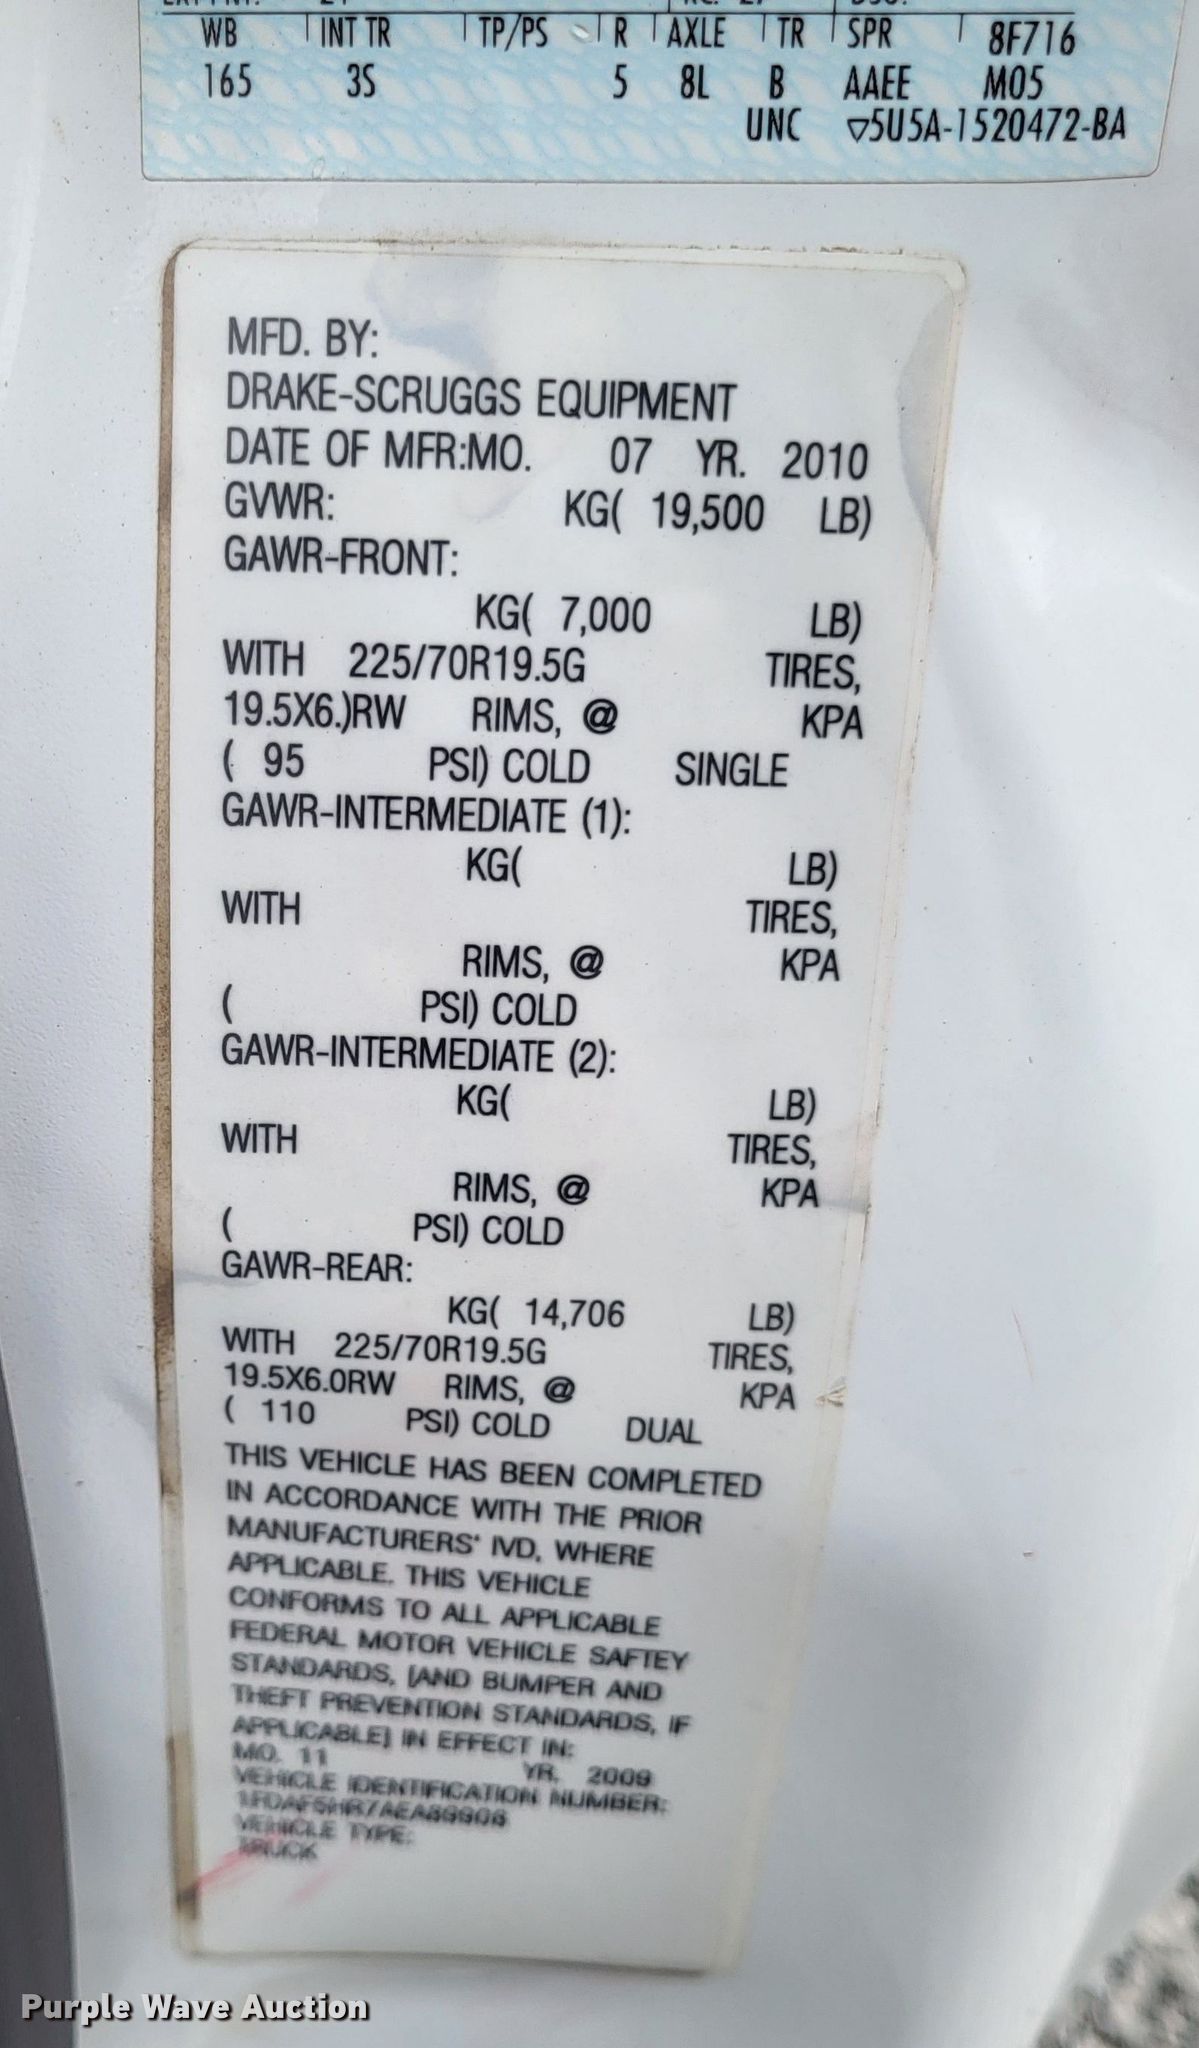 WB INT TR TP/PS R AXLE TR SPR 8F716
165 3S 5 8L B AAEE M05
UNC ▽5U5A-1520472-BA
MFD. BY:
DRAKE-SCRUGGS EQUIPMENT
DATE OF MFR:MO. 07 YR. 2010
GVWR: KG( 19,500 LB)
GAWR-FRONT:
KG( 7,000 LB)
WITH 225/70R19.5G TIRES,
19.5X6.)RW RIMS, @ KPA
( 95 PSI) COLD SINGLE
GAWR-INTERMEDIATE (1):
KG( LB)
WITH TIRES,
RIMS, @ KPA
( PSI) COLD
GAWR-INTERMEDIATE (2):
KG( LB)
WITH TIRES,
RIMS, @ KPA
( PSI) COLD
GAWR-REAR:
KG( 14,706 LB)
WITH 225/70R19.5G TIRES,
19.5X6.0RW RIMS, @ KPA
( 110 PSI) COLD DUAL
THIS VEHICLE HAS BEEN COMPLETED
IN ACCORDANCE WITH THE PRIOR
MANUFACTURERS' IVD, WHERE
APPLICABLE. THIS VEHICLE
CONFORMS TO ALL APPLICABLE
FEDERAL MOTOR VEHICLE SAFTEY
STANDARDS, [AND BUMPER AND
THEFT PREVENTION STANDARDS, IF
APPLICABLE] IN EFFECT IN:
MO. 11 YR. 2009
VEHICLE IDENTIFICATION NUMBER:
VEHICLE TYPE:
TRUCK
Purple Wave Auction